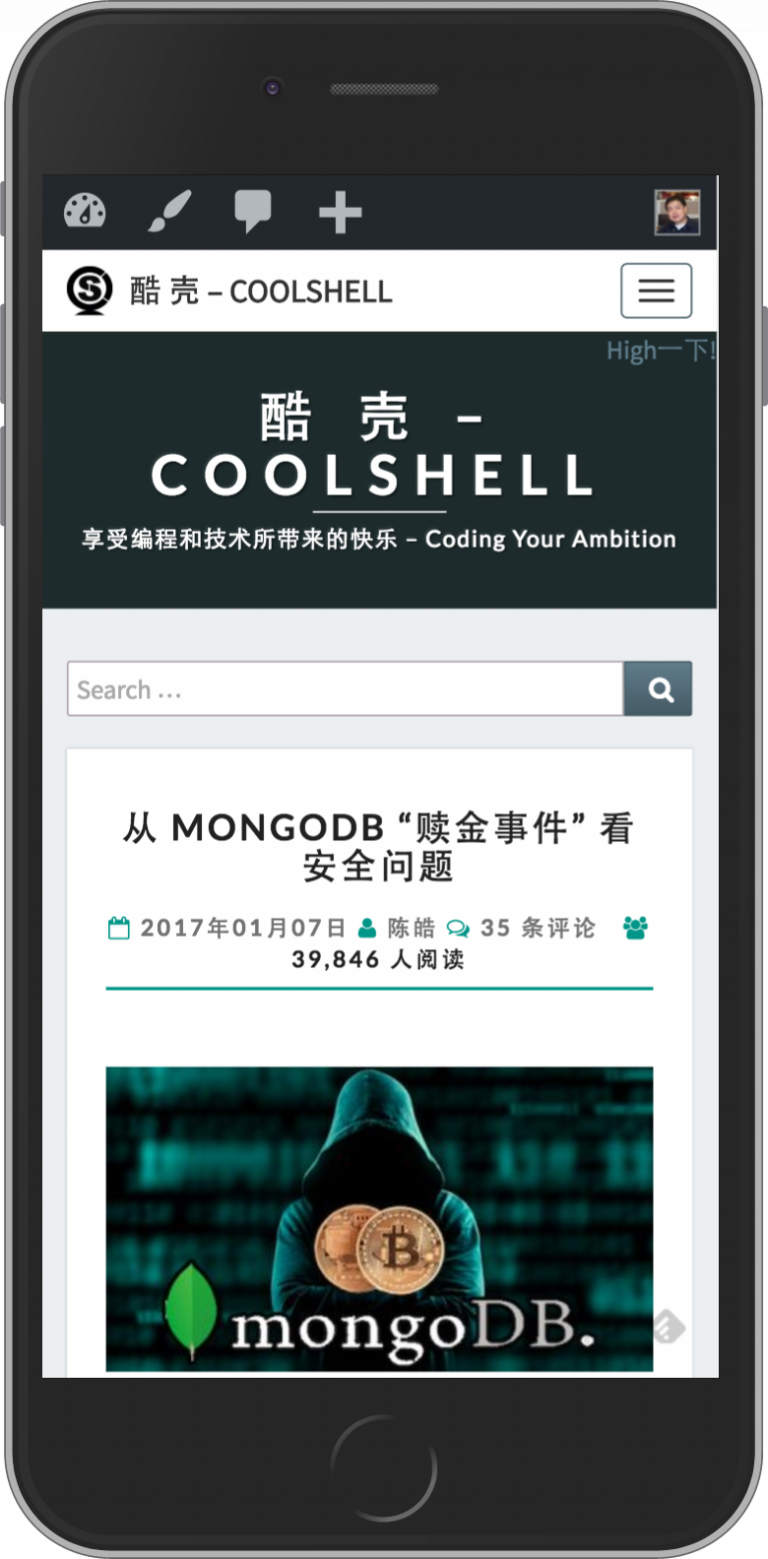 酷 壳 – COOLSHELL
High一下!
酷 壳 –
COOLSHELL
享受编程和技术所带来的快乐 – Coding Your Ambition
Search …
从 MONGODB “赎金事件” 看
安全问题
2017年01月07日 陈皓 35 条评论
39,846 人阅读
mongoDB.